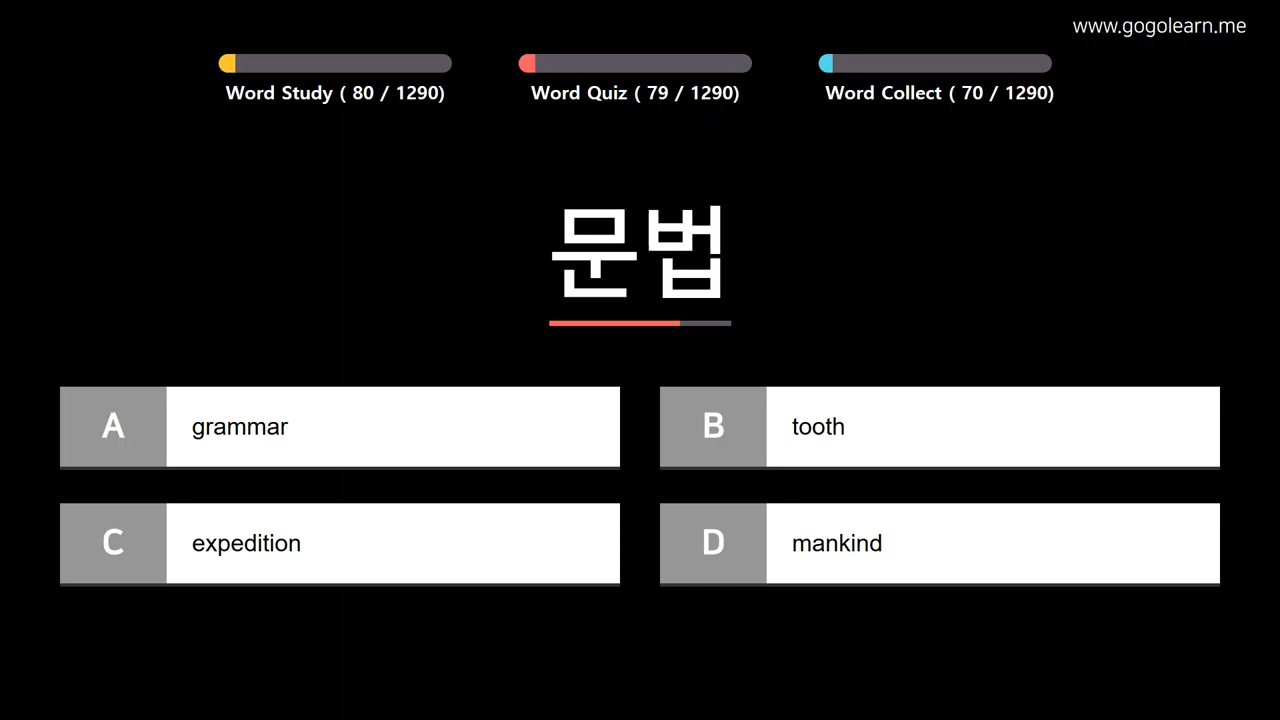 www.gogolearn.me
Word Study ( 80 / 1290)
Word Quiz ( 79 / 1290)
Word Collect ( 70 / 1290)
문법
A grammar
B tooth
C expedition
D mankind